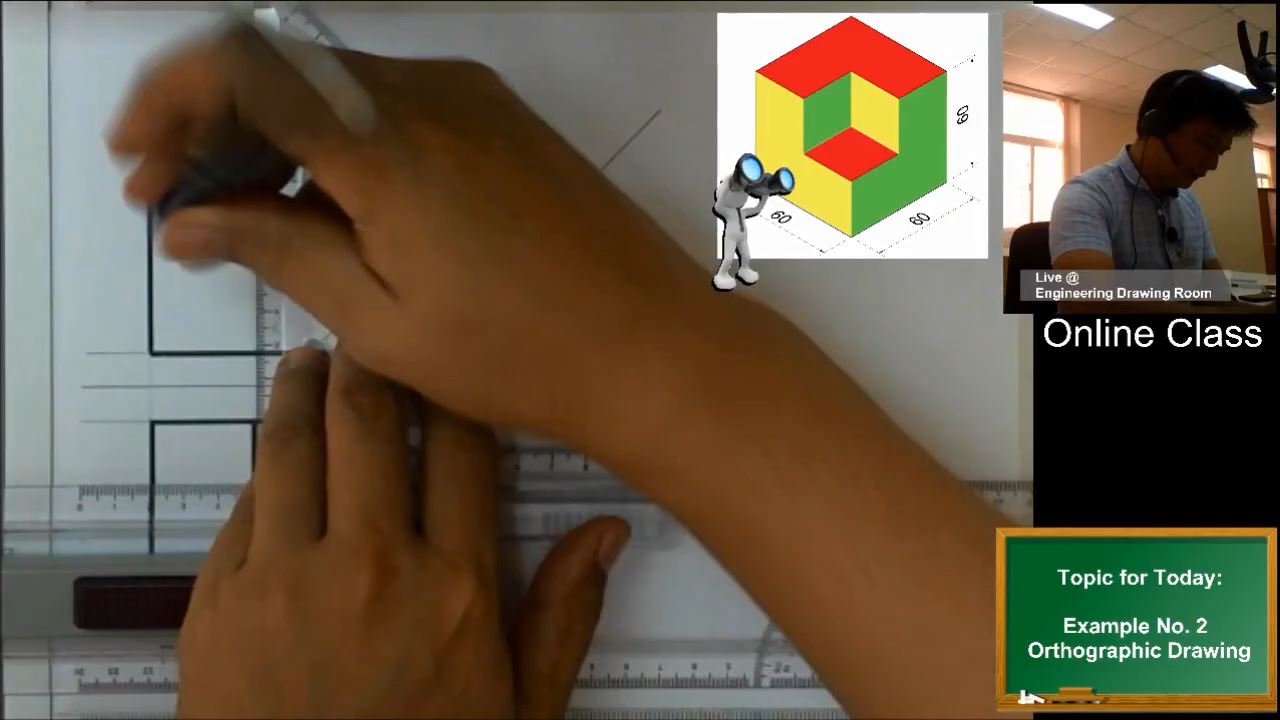 60
60
60
Live @
Engineering Drawing Room
Online Class
Topic for Today:
Example No. 2
Orthographic Drawing